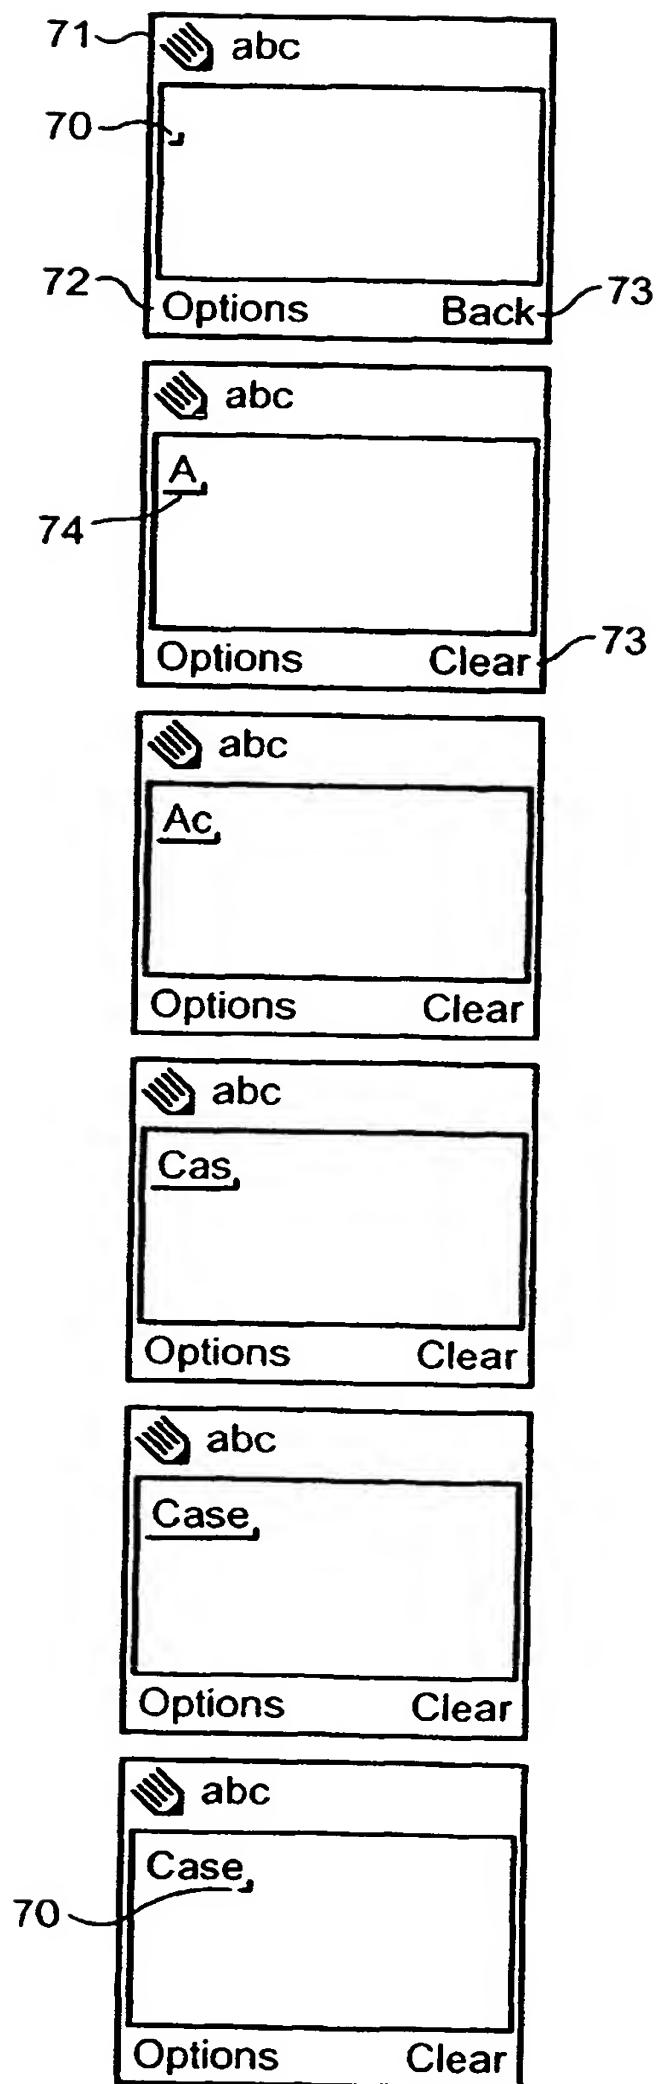 71 abc
70
72 Options Back 73
abc
A
74
Options Clear 73
abc
Ac
Options Clear
abc
Cas
Options Clear
abc
Case
Options Clear
abc
Case
70
Options Clear